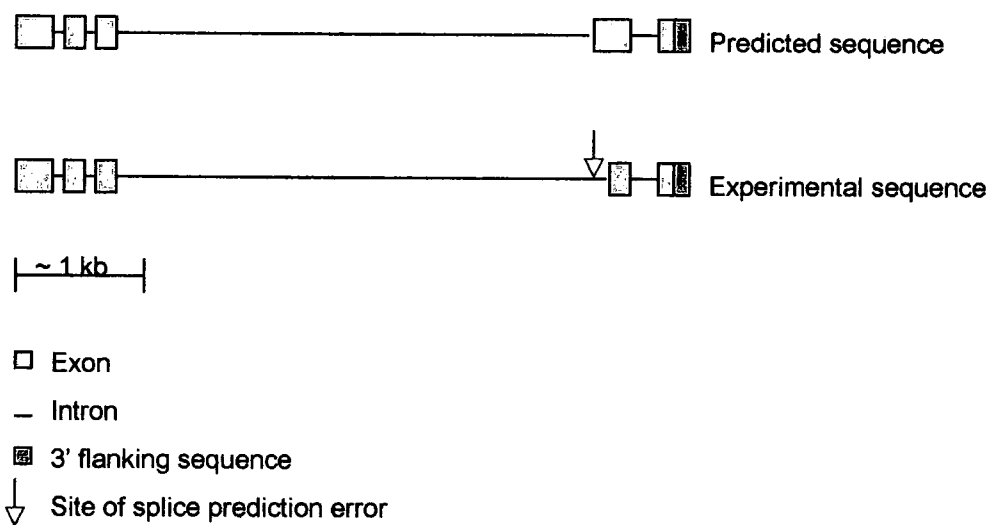 Predicted sequence
Experimental sequence
~ 1 kb
Exon
Intron
3' flanking sequence
Site of splice prediction error